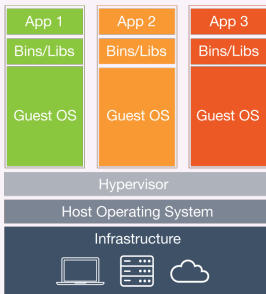 App 1 App 2 App 3
Bins/Libs Bins/Libs Bins/Libs
Guest OS Guest OS Guest OS
Hypervisor
Host Operating System
Infrastructure